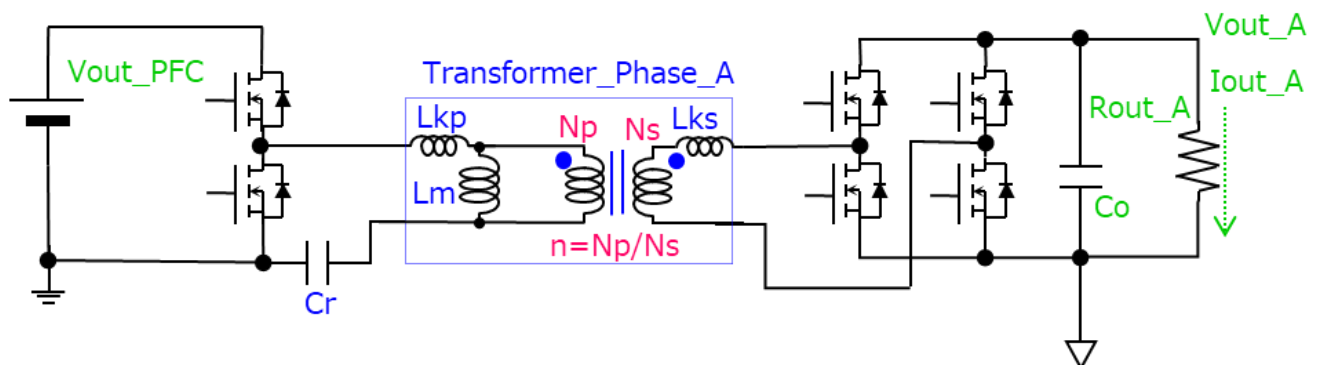 Vout_A
Vout_PFC
Transformer_Phase_A
Iout_A
Rout_A
Lkp
Np
Ns
Lks
Lm
Co
n=Np/Ns
Cr